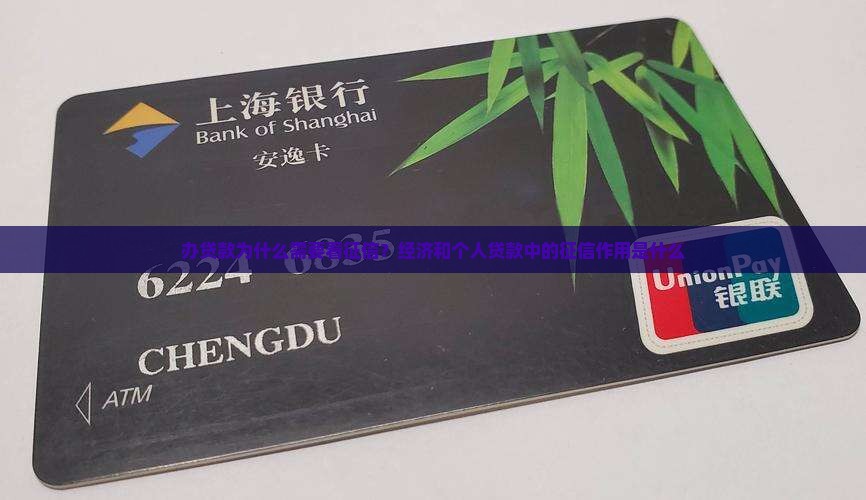 上海银行
Bank of Shanghai
安逸卡
办贷款为什么需要看征信？经济和个人贷款中的征信作用是什么
6224 0835
UnionPay
银联
CHENGDU
ATM